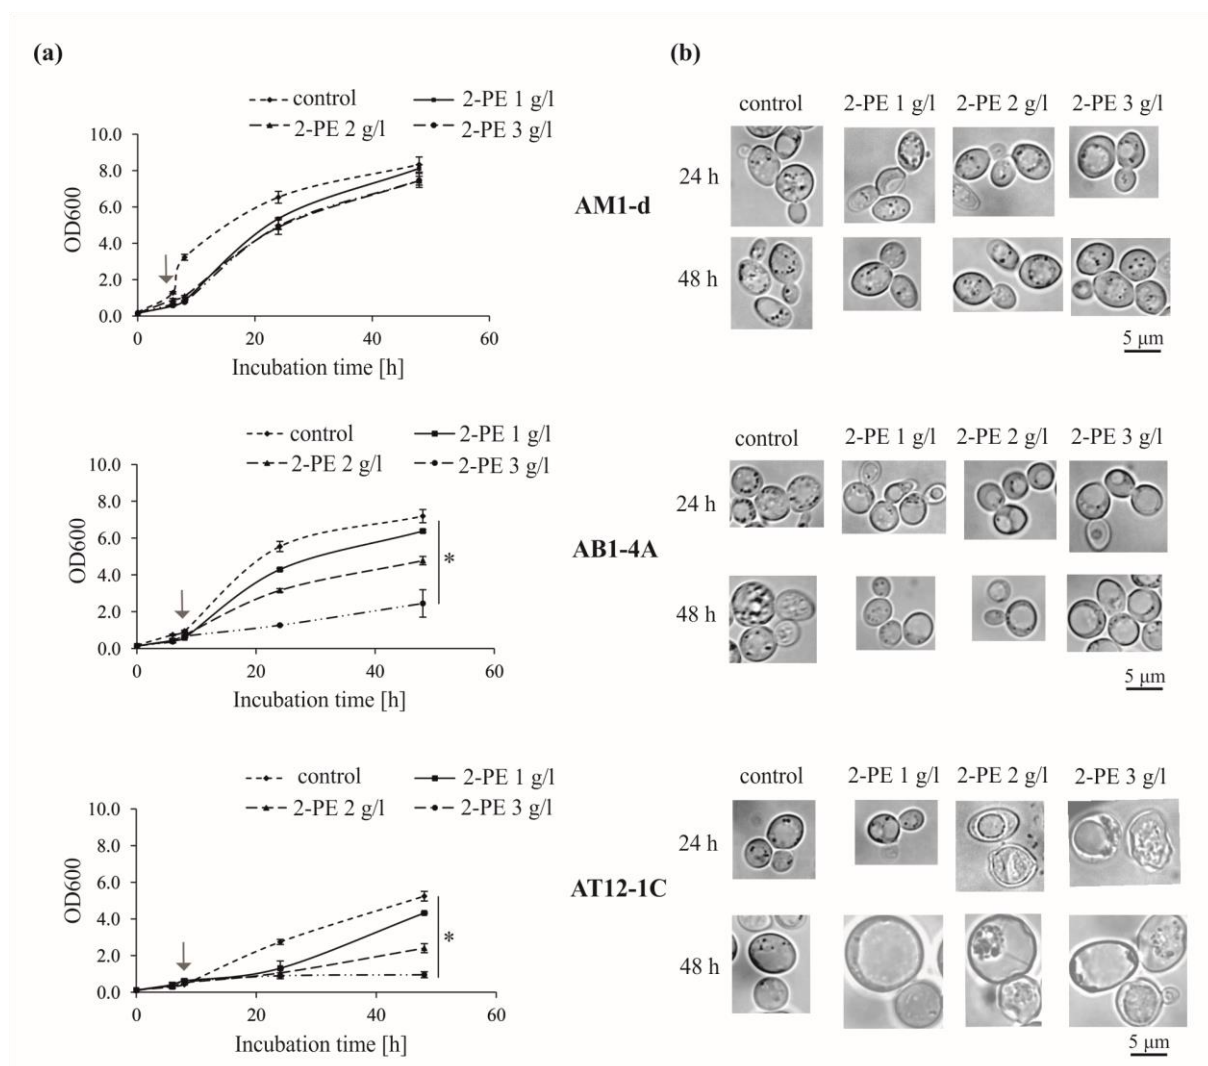 (a)
(b)
control
2-PE 1 g/l
2-PE 2 g/l
2-PE 3 g/l
10.0
8.0
6.0
4.0
2.0
0.0
OD600
0
20
40
60
Incubation time [h]
AM1-d
control
2-PE 1 g/l
2-PE 2 g/l
2-PE 3 g/l
24 h
48 h
5 μm
control
2-PE 1 g/l
2-PE 2 g/l
2-PE 3 g/l
10.0
8.0
6.0
4.0
2.0
0.0
OD600
*
0
20
40
60
Incubation time [h]
AB1-4A
control
2-PE 1 g/l
2-PE 2 g/l
2-PE 3 g/l
24 h
48 h
5 μm
control
2-PE 1 g/l
2-PE 2 g/l
2-PE 3 g/l
10.0
8.0
6.0
4.0
2.0
0.0
OD600
*
0
20
40
60
Incubation time [h]
AT12-1C
control
2-PE 1 g/l
2-PE 2 g/l
2-PE 3 g/l
24 h
48 h
5 μm